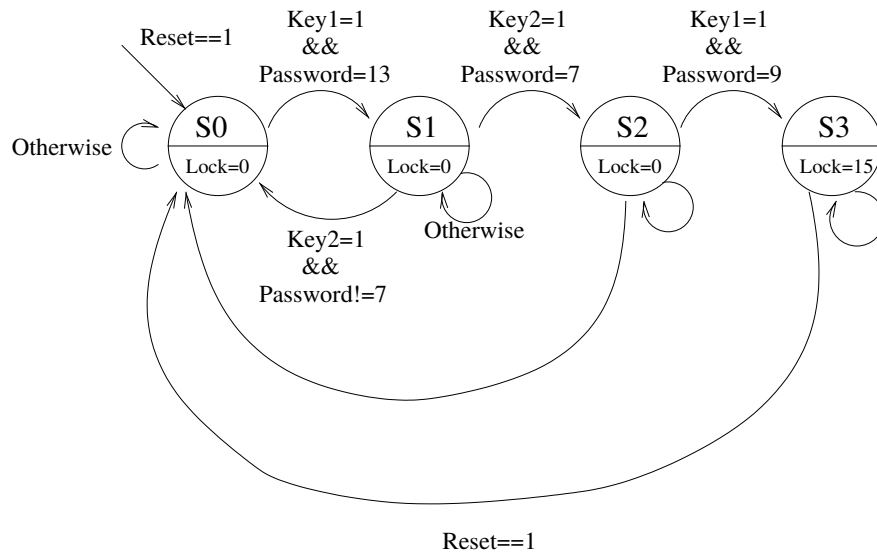 Reset==1
Key1=1
&&
Password=13
Key2=1
&&
Password=7
Key1=1
&&
Password=9
Otherwise
S0
Lock=0
S1
Lock=0
S2
Lock=0
S3
Lock=15
Key2=1
&&
Password!=7
Otherwise
Reset==1